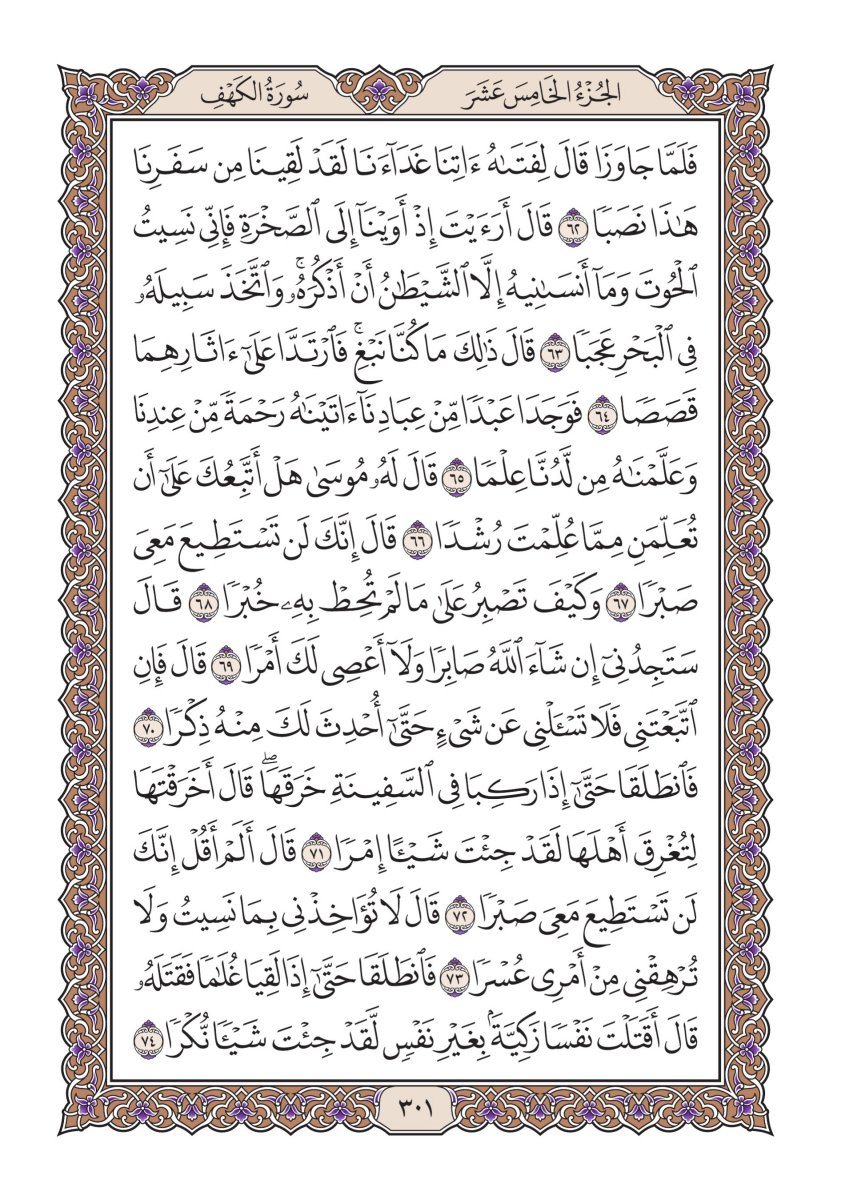 الجُزْءُ الخَامِسَ عَشَرَ
سُورَةُ الكَهْفِ
فَلَمَّا جَاوَزَا قَالَ لِفَتَىٰهُ ءَاتِنَا غَدَآءَنَا لَقَدْ لَقِينَا مِن سَفَرِنَا
هَٰذَا نَصَبًا ٦٢ قَالَ أَرَءَيْتَ إِذْ أَوَيْنَآ إِلَى ٱلصَّخْرَةِ فَإِنِّي نَسِيتُ
ٱلْحُوتَ وَمَآ أَنسَىٰنِيهُ إِلَّا ٱلشَّيْطَٰنُ أَنْ أَذْكُرَهُۥۚ وَٱتَّخَذَ سَبِيلَهُۥ
فِي ٱلْبَحْرِ عَجَبًا ٦٣ قَالَ ذَٰلِكَ مَا كُنَّا نَبْغِۚ فَٱرْتَدَّا عَلَىٰٓ ءَاثَارِهِمَا
قَصَصًا ٦٤ فَوَجَدَا عَبْدًا مِّنْ عِبَادِنَآ ءَاتَيْنَٰهُ رَحْمَةً مِّنْ عِندِنَا
وَعَلَّمْنَٰهُ مِن لَّدُنَّا عِلْمًا ٦٥ قَالَ لَهُۥ مُوسَىٰ هَلْ أَتَّبِعُكَ عَلَىٰٓ أَن
تُعَلِّمَنِ مِمَّا عُلِّمْتَ رُشْدًا ٦٦ قَالَ إِنَّكَ لَن تَسْتَطِيعَ مَعِيَ
صَبْرًا ٦٧ وَكَيْفَ تَصْبِرُ عَلَىٰ مَا لَمْ تُحِطْ بِهِۦ خُبْرًا ٦٨ قَالَ
سَتَجِدُنِيٓ إِن شَآءَ ٱللَّهُ صَابِرًا وَلَآ أَعْصِي لَكَ أَمْرًا ٦٩ قَالَ فَإِنِ
ٱتَّبَعْتَنِي فَلَا تَسْـَٔلْنِي عَن شَيْءٍ حَتَّىٰٓ أُحْدِثَ لَكَ مِنْهُ ذِكْرًا ٧٠
فَٱنطَلَقَا حَتَّىٰٓ إِذَا رَكِبَا فِي ٱلسَّفِينَةِ خَرَقَهَاۖ قَالَ أَخَرَقْتَهَا
لِتُغْرِقَ أَهْلَهَا لَقَدْ جِئْتَ شَيْـًٔا إِمْرًا ٧١ قَالَ أَلَمْ أَقُلْ إِنَّكَ
لَن تَسْتَطِيعَ مَعِيَ صَبْرًا ٧٢ قَالَ لَا تُؤَاخِذْنِي بِمَا نَسِيتُ وَلَا
تُرْهِقْنِي مِنْ أَمْرِي عُسْرًا ٧٣ فَٱنطَلَقَا حَتَّىٰٓ إِذَا لَقِيَا غُلَٰمًا فَقَتَلَهُۥ
قَالَ أَقَتَلْتَ نَفْسًا زَكِيَّةًۢ بِغَيْرِ نَفْسٍ لَّقَدْ جِئْتَ شَيْـًٔا نُّكْرًا ٧٤
٣٠١